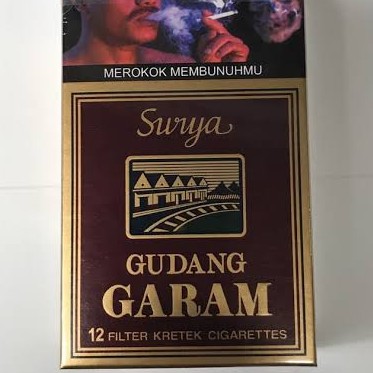 MEROKOK MEMBUNUHMU
Surya
GUDANG
GARAM
12 FILTER KRETEK CIGARETTES